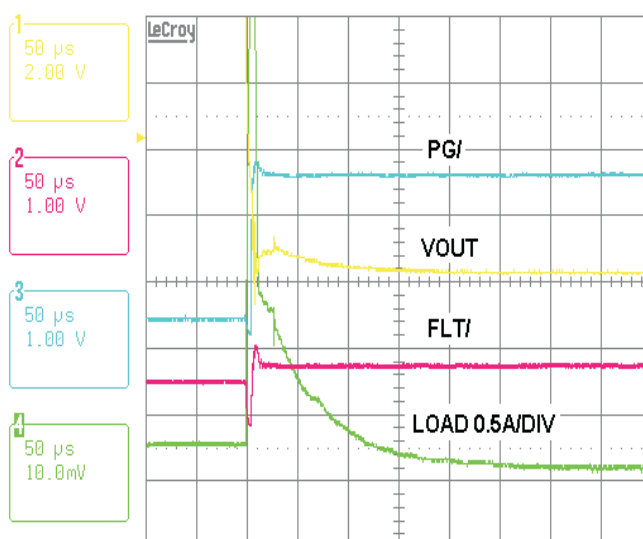 1
50 µs
2.00 V
2
50 µs
1.00 V
3
50 µs
1.00 V
4
50 µs
10.0mV
LeCroy
PG/
VOUT
FLT/
LOAD 0.5A/DIV